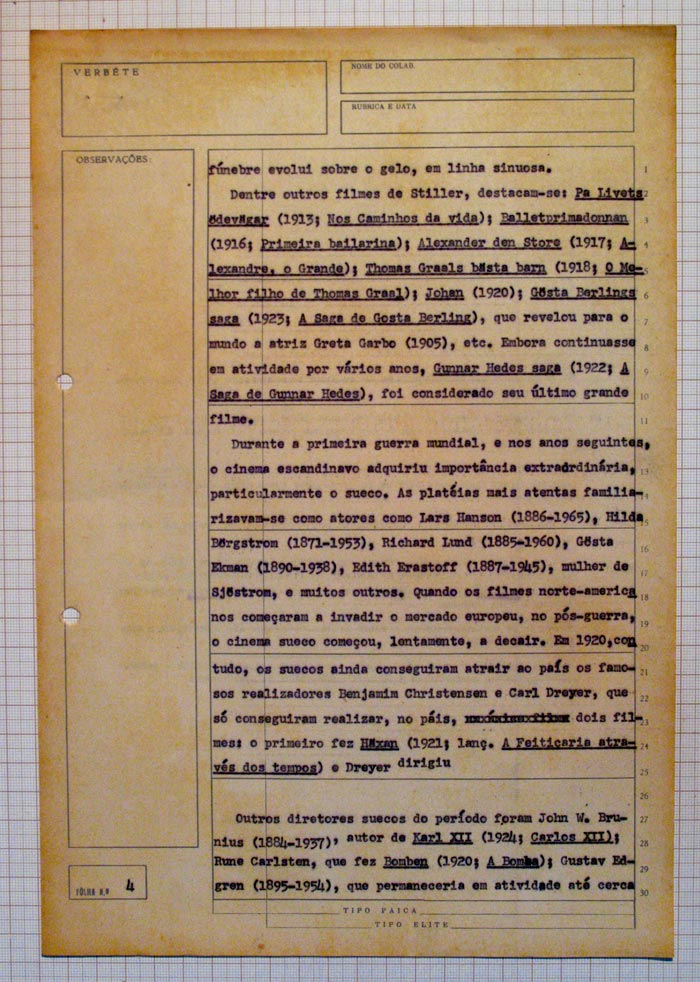 VERBÊTE
NOME DO COLAB.
RUBRICA E DATA
OBSERVAÇÕES:
fúnebre evolui sobre o gelo, em linha sinuosa. 1
Dentre outros filmes de Stiller, destacam-se: Pa Livets 2
ödevägar (1913; Nos Caminhos da vida); Balletprimadonnan 3
(1916; Primeira bailarina); Alexander den Store (1917; A- 4
lexandre, o Grande); Thomas Graals bästa barn (1918; O Me- 5
lhor filho de Thomas Graal); Johan (1920); Gösta Berlings 6
saga (1923; A Saga de Gosta Berling), que revelou para o 7
mundo a atriz Greta Garbo (1905), etc. Embora continuasse 8
em atividade por vários anos, Gunnar Hedes saga (1922; A 9
Saga de Gunnar Hedes), foi considerado seu último grande 10
filme. 11
Durante a primeira guerra mundial, e nos anos seguintes,
o cinema escandinavo adquiriu importância extraordinária, 13
particularmente o sueco. As platéias mais atentas familia- 14
rizavam-se como atores como Lars Hanson (1886-1965), Hilda 15
Börgstrom (1871-1953), Richard Lund (1885-1960), Gösta 16
Ekman (1890-1938), Edith Erastoff (1887-1945), mulher de 17
Sjöstrom, e muitos outros. Quando os filmes norte-america 18
nos começaram a invadir o mercado europeu, no pós-guerra, 19
o cinema sueco começou, lentamente, a decair. Em 1920,con 20
tudo, os suecos ainda conseguiram atrair ao país os famo- 21
sos realizadores Benjamim Christensen e Carl Dreyer, que 22
só conseguiram realizar, no páis, dois fil- 23
mes: o primeiro fez Häxan (1921; lanç. A Feiticaria atra- 24
vés dos tempos) e Dreyer dirigiu 25
26
Outros diretores suecos do período foram John W. Bru- 27
nius (1884-1937), autor de Karl XII (1924; Carlos XII); 28
Rune Carlsten, que fez Bomben (1920; A Bomba); Gustav Ed- 29
gren (1895-1954), que permaneceria em atividade até cerca 30
FÔLHA N.º 4
TIPO PAICA
TIPO ELITE